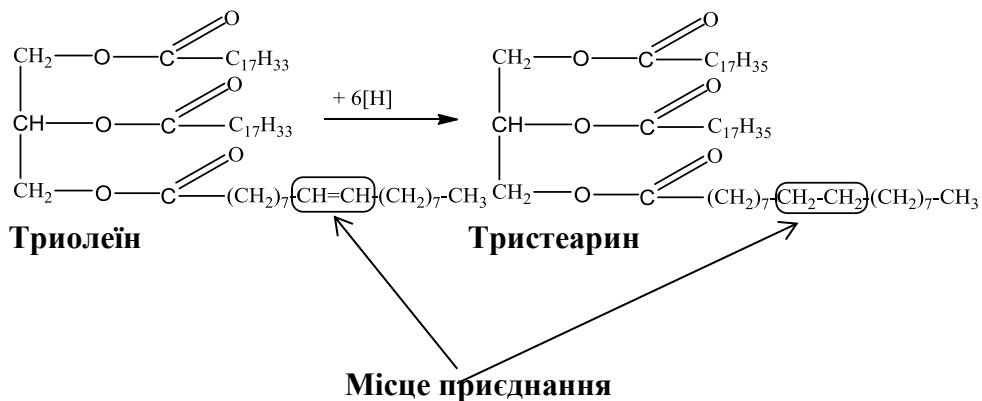 O O
CH₂—O—C—C₁₇H₃₃ CH₂—O—C—C₁₇H₃₅
O + 6[H] O
CH—O—C—C₁₇H₃₃ CH—O—C—C₁₇H₃₅
O O
CH₂—O—C—(CH₂)₇-CH=CH-(CH₂)₇-CH₃ CH₂—O—C—(CH₂)₇-CH₂-CH₂-(CH₂)₇-CH₃
Триолеїн Тристеарин
Місце приєднання